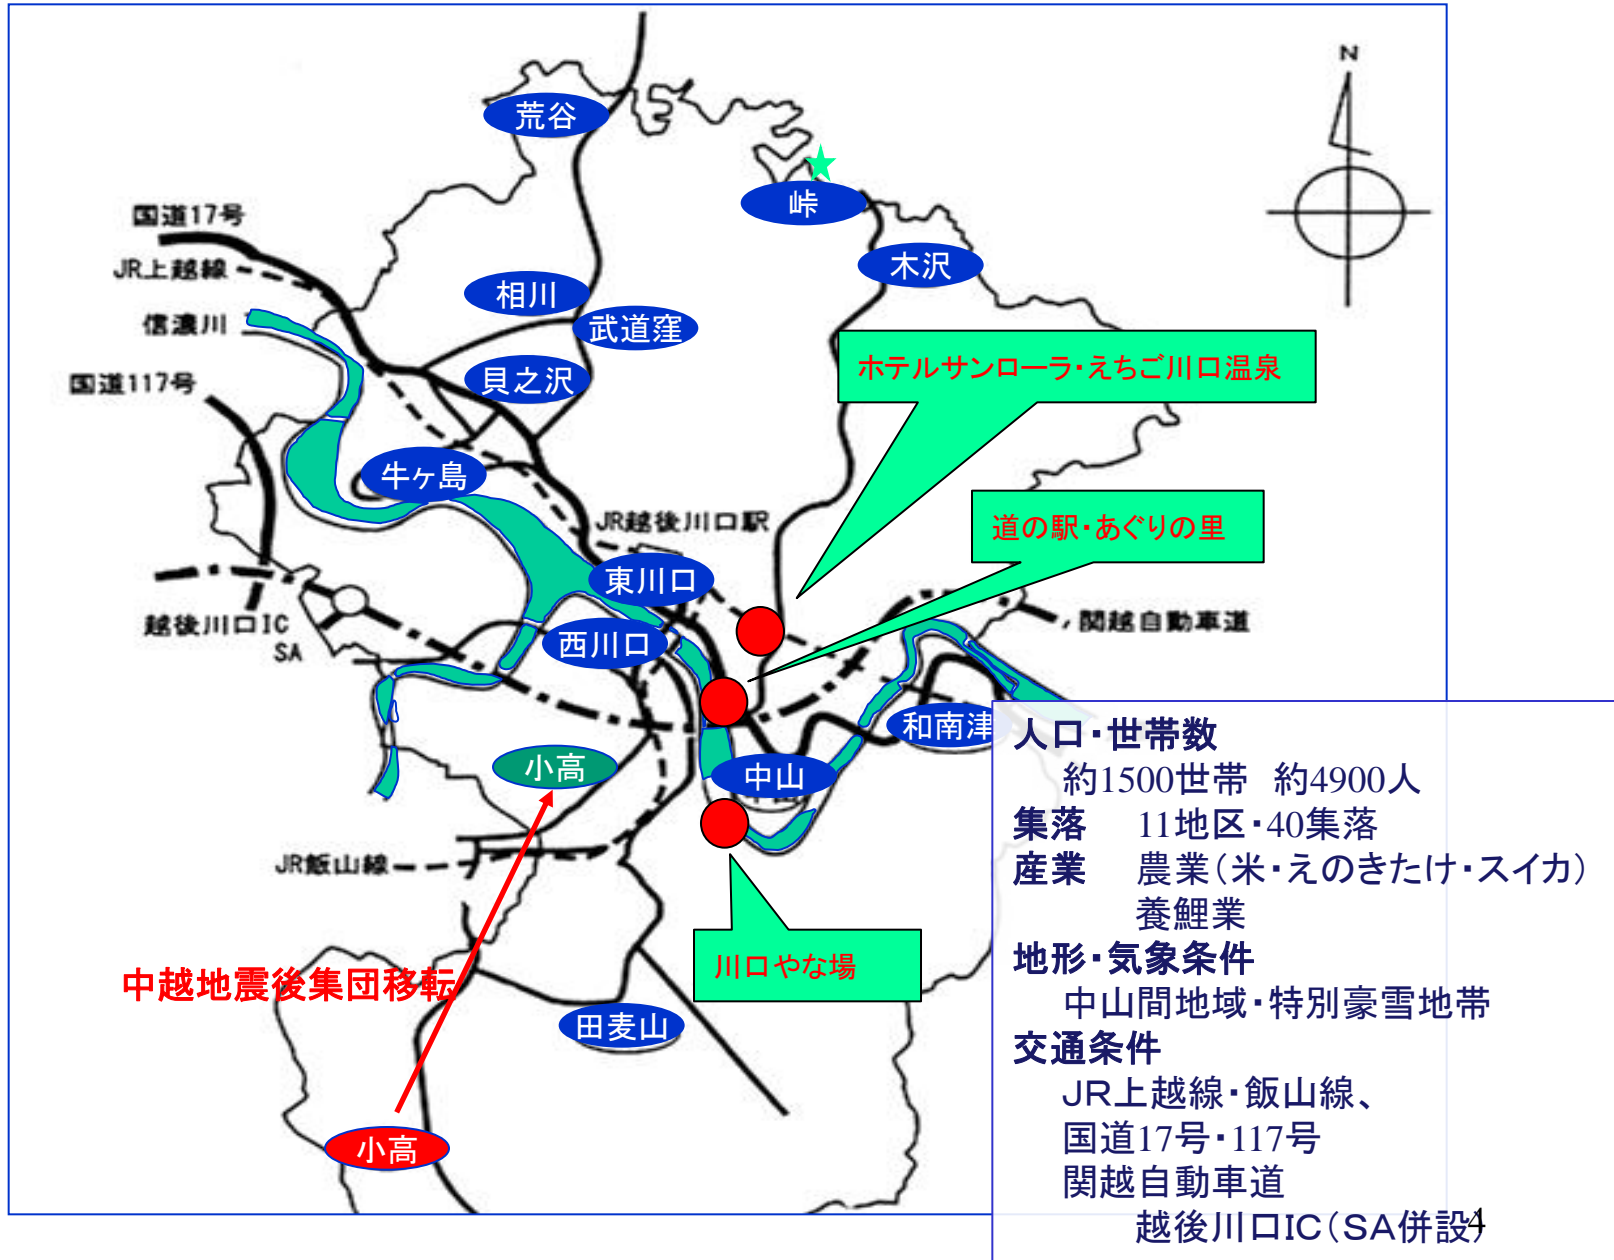 N
荒谷
峠
国道17号
木沢
JR上越線
相川
信濃川
武道窪
ホテルサンローラ・えちご川口温泉
貝之沢
国道117号
牛ヶ島
JR越後川口駅
道の駅・あぐりの里
東川口
越後川口IC
SA
関越自動車道
西川口
和南津
小高
中山
JR飯山線
川口やな場
中越地震後集団移転
田麦山
小高
人口・世帯数
約1500世帯 約4900人
集落 11地区・40集落
産業 農業(米・えのきたけ・スイカ)
養鯉業
地形・気象条件
中山間地域・特別豪雪地帯
交通条件
JR上越線・飯山線、
国道17号・117号
関越自動車道
越後川口IC(SA併設)
4